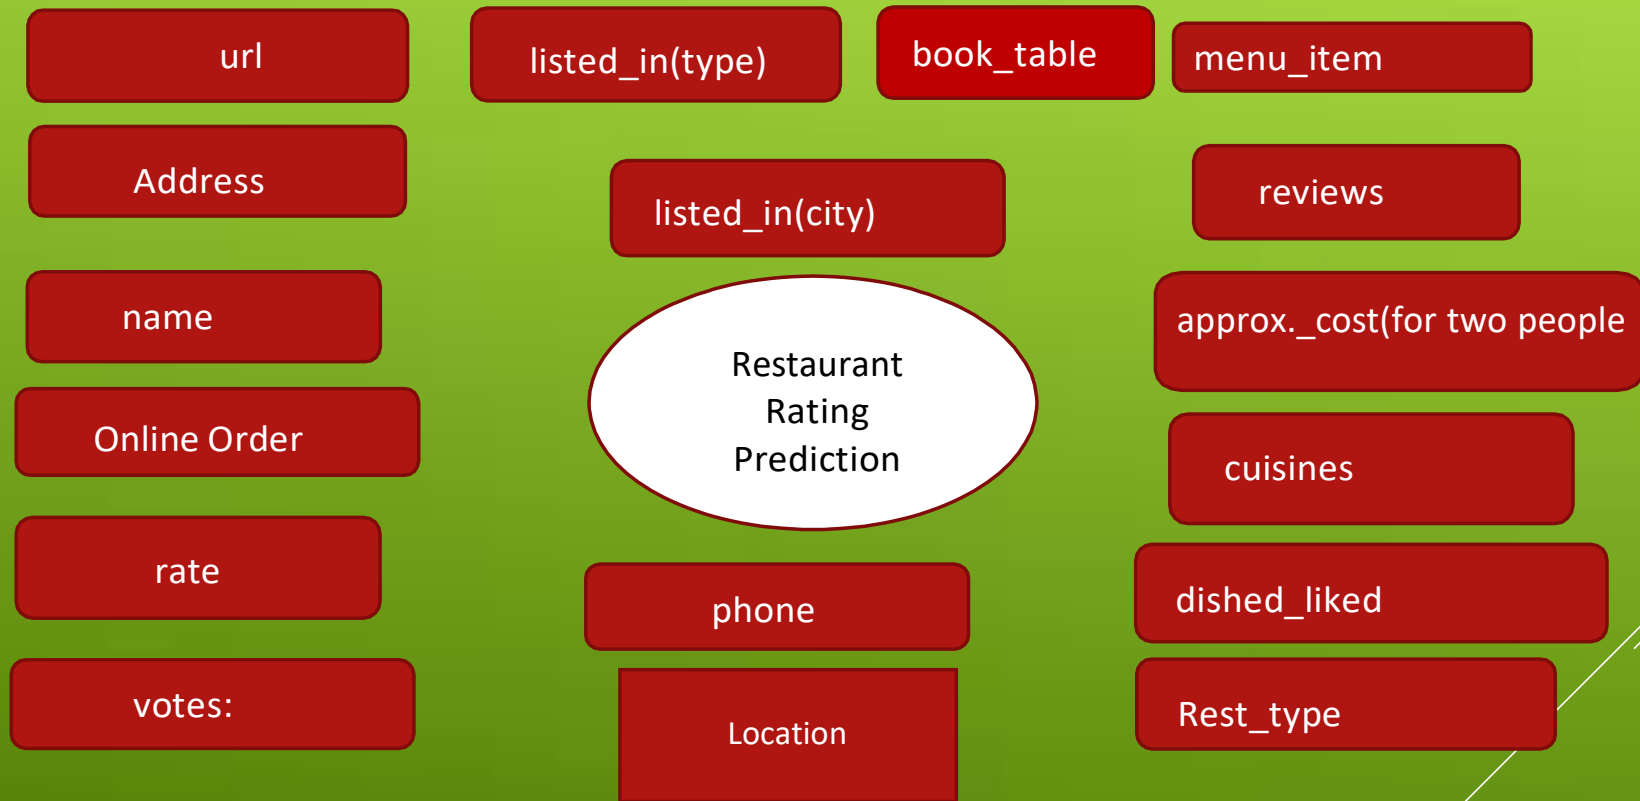 url
listed_in(type)
book_table
menu_item
Address
listed_in(city)
reviews
name
approx._cost(for two people
Restaurant
Rating
Prediction
Online Order
cuisines
rate
phone
dished_liked
votes:
Location
Rest_type